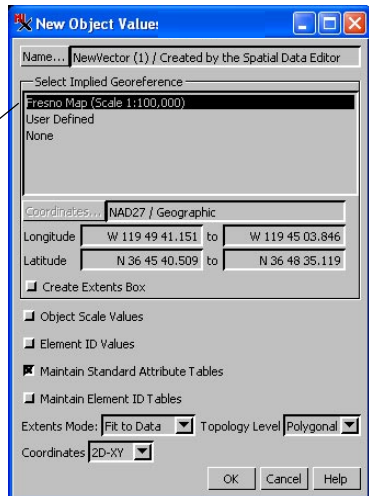 New Object Values
Name... NewVector (1) / Created by the Spatial Data Editor
Select Implied Georeference
Fresno Map (Scale 1:100,000)
User Defined
None
Coordinates... NAD27 / Geographic
Longitude W 119 49 41.151 to W 119 45 03.846
Latitude N 36 45 40.509 to N 36 48 35.119
Create Extents Box
Object Scale Values
Element ID Values
Maintain Standard Attribute Tables
Maintain Element ID Tables
Extents Mode: Fit to Data Topology Level Polygonal
Coordinates 2D-XY
OK Cancel Help